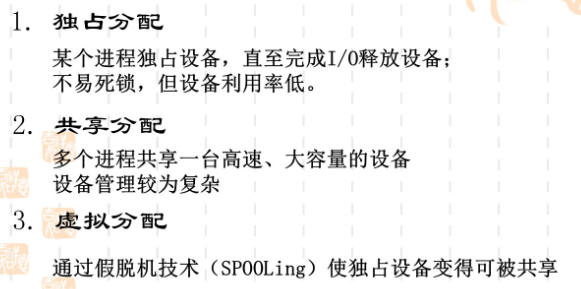 1. 独占分配
某个进程独占设备，直至完成I/O释放设备；
不易死锁，但设备利用率低。
2. 共享分配
多个进程共享一台高速、大容量的设备
设备管理较为复杂
3. 虚拟分配
通过假脱机技术（SPOOLing）使独占设备变得可被共享